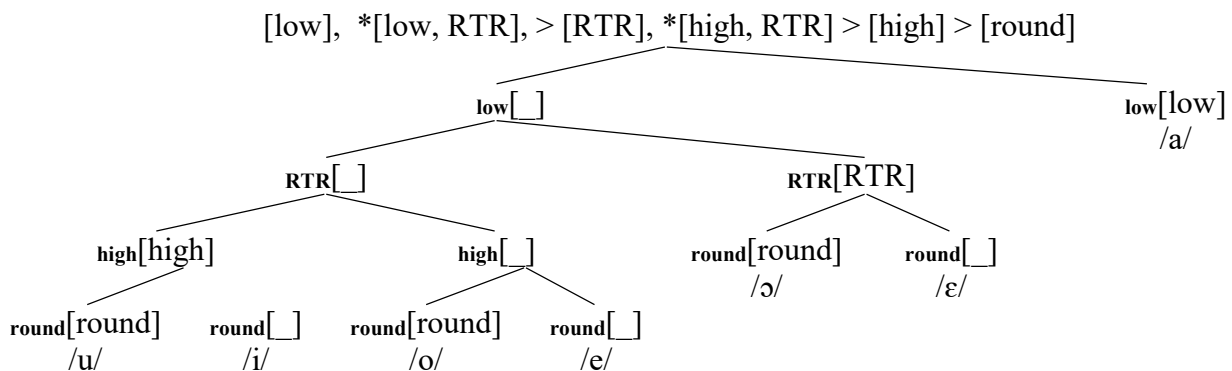 [low], *[low, RTR], > [RTR], *[high, RTR] > [high] > [round]
low[_] low[low]
/a/
RTR[_] RTR[RTR]
high[high] high[_] round[round] round[_]
/ɔ/ /ɛ/
round[round] round[_] round[round] round[_]
/u/ /i/ /o/ /e/